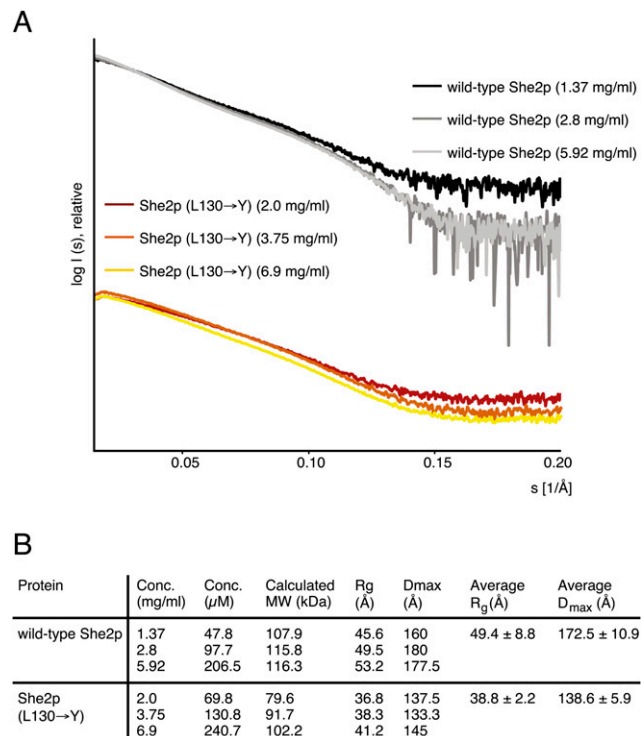 A
wild-type She2p (1.37 mg/ml)
wild-type She2p (2.8 mg/ml)
wild-type She2p (5.92 mg/ml)
log I (s), relative
She2p (L130→Y) (2.0 mg/ml)
She2p (L130→Y) (3.75 mg/ml)
She2p (L130→Y) (6.9 mg/ml)
0.05 0.10 0.15 0.20
s [1/Å]
B
Protein Conc. (mg/ml) Conc. (µM) Calculated MW (kDa) Rg (Å) Dmax (Å) Average Rg(Å) Average Dmax (Å)
wild-type She2p 1.37 47.8 107.9 45.6 160 49.4 ± 8.8 172.5 ± 10.9
2.8 97.7 115.8 49.5 180
5.92 206.5 116.3 53.2 177.5
She2p 2.0 69.8 79.6 36.8 137.5 38.8 ± 2.2 138.6 ± 5.9
(L130→Y) 3.75 130.8 91.7 38.3 133.3
6.9 240.7 102.2 41.2 145